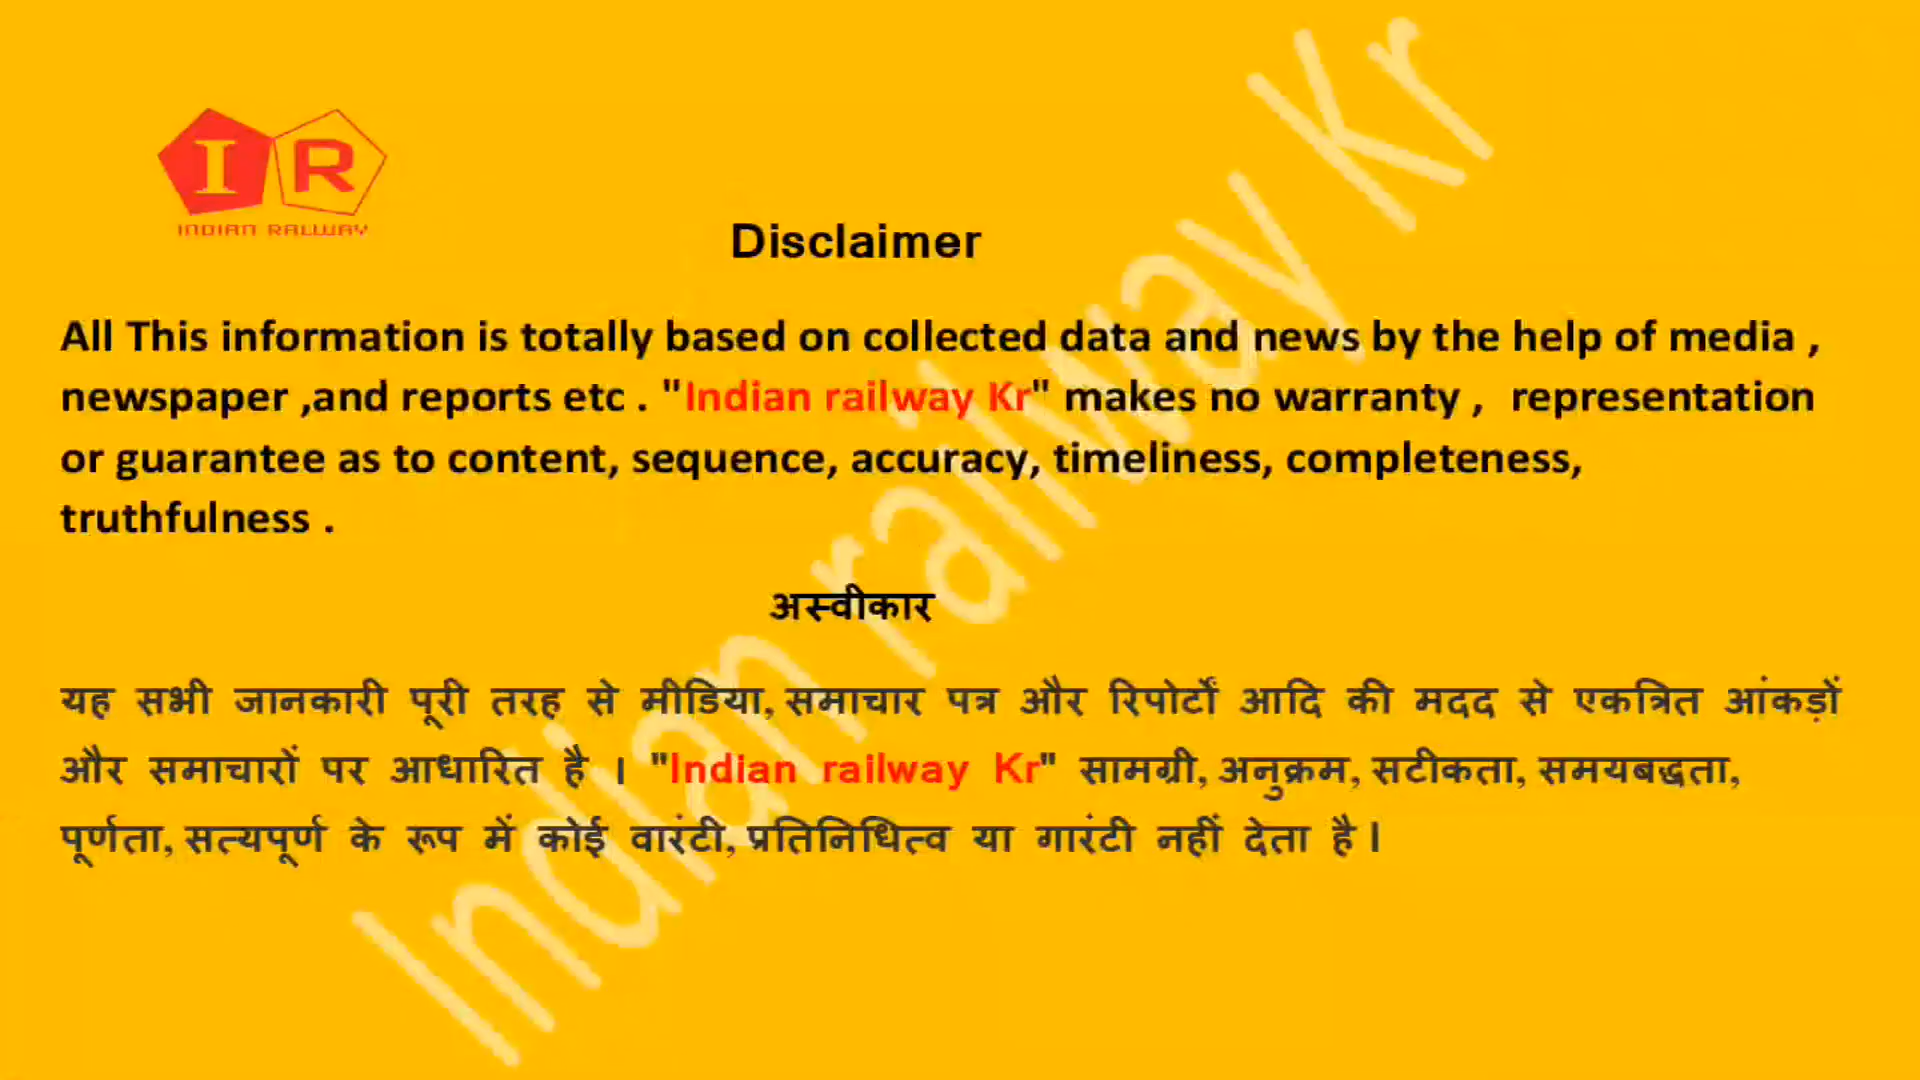 IR
INDIAN RAILWAY
Disclaimer
All This information is totally based on collected data and news by the help of media ,
newspaper ,and reports etc . "Indian railway Kr" makes no warranty , representation
or guarantee as to content, sequence, accuracy, timeliness, completeness,
truthfulness .
अस्वीकार
यह सभी जानकारी पूरी तरह से मीडिया, समाचार पत्र और रिपोर्टों आदि की मदद से एकत्रित आंकड़ों
और समाचारों पर आधारित है । "Indian railway Kr" सामग्री, अनुक्रम, सटीकता, समयबद्धता,
पूर्णता, सत्यपूर्ण के रूप में कोई वारंटी, प्रतिनिधित्व या गारंटी नहीं देता है।
Indian railway Kr